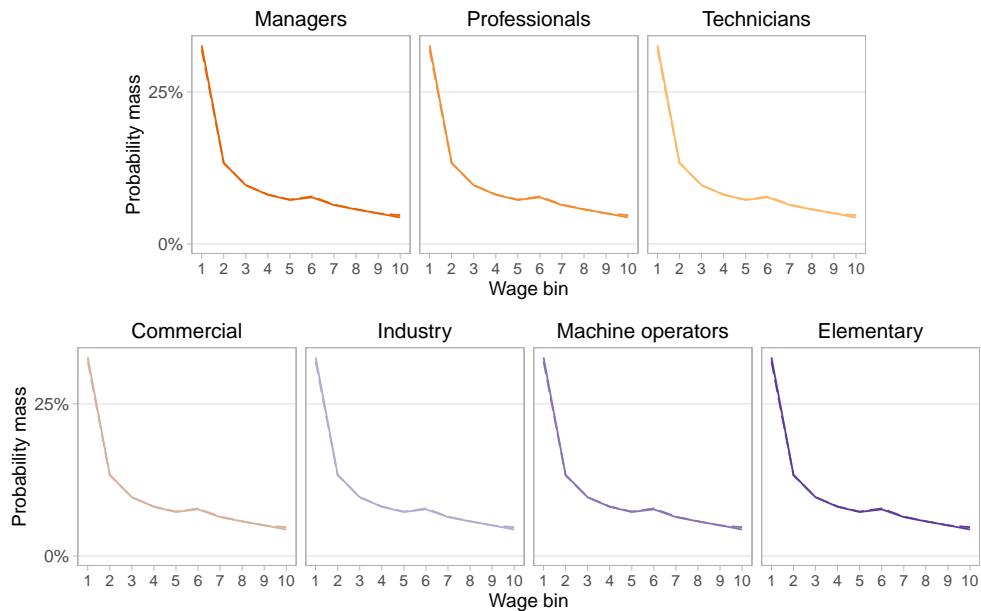 Managers Professionals Technicians
Probability mass
25%
0%
1 2 3 4 5 6 7 8 9 10 1 2 3 4 5 6 7 8 9 10 1 2 3 4 5 6 7 8 9 10
Wage bin
Commercial Industry Machine operators Elementary
Probability mass
25%
0%
1 2 3 4 5 6 7 8 9 10 1 2 3 4 5 6 7 8 9 10 1 2 3 4 5 6 7 8 9 10 1 2 3 4 5 6 7 8 9 10
Wage bin